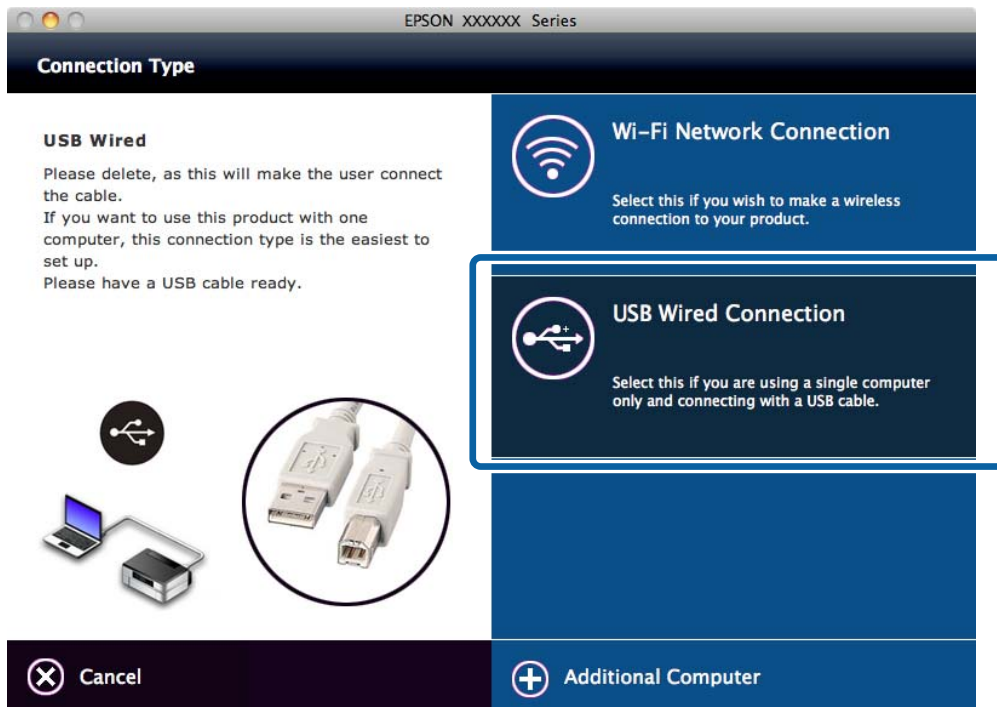 EPSON XXXXXX Series
Connection Type
USB Wired
Please delete, as this will make the user connect
the cable.
If you want to use this product with one
computer, this connection type is the easiest to
set up.
Please have a USB cable ready.
Wi-Fi Network Connection
Select this if you wish to make a wireless
connection to your product.
USB Wired Connection
Select this if you are using a single computer
only and connecting with a USB cable.
Cancel
Additional Computer